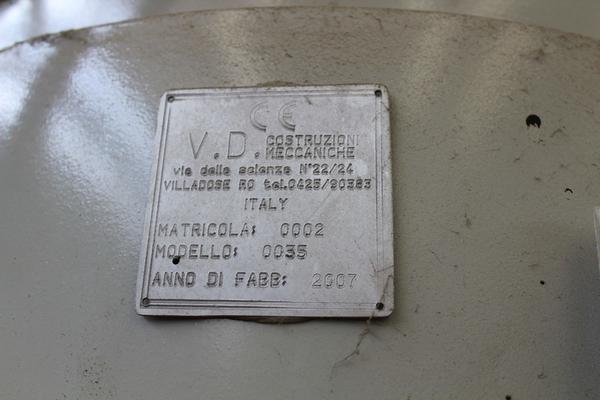 CE
V.D. COSTRUZIONI MECCANICHE
via delle scienze N°22/24
VILLADOSE RO tel.0425/90383
ITALY
MATRICOLA: 0002
MODELLO: 0035
ANNO DI FABB: 2007